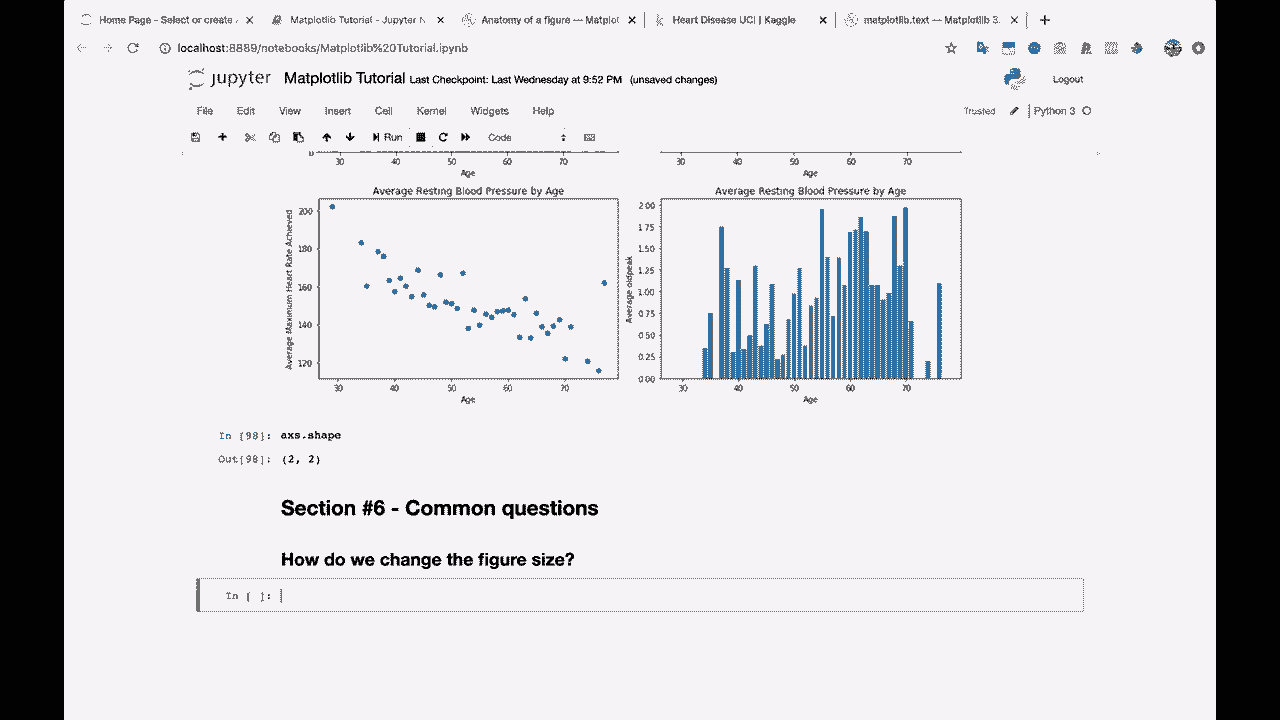 Home Page - Select or create
Matplotlib Tutorial - Jupyter N
Anatomy of a figure — Matplot
Heart Disease UCI | Kaggle
matplotlib.text — Matplotlib 3.
localhost:8889/notebooks/Matplotlib%20Tutorial.ipynb
jupyter Matplotlib Tutorial Last Checkpoint: Last Wednesday at 9:52 PM (unsaved changes)
Logout
File Edit View Insert Cell Kernel Widgets Help
Trusted Python 3
Run Code
0 30 40 50 60 70
Age
30 40 50 60 70
Age
Average Resting Blood Pressure by Age
Average Maximum Heart Rate Achieved
200
180
160
140
120
30 40 50 60 70
Age
Average Resting Blood Pressure by Age
Average oldpeak
2.00
1.75
1.50
1.25
1.00
0.75
0.50
0.25
0.00
30 40 50 60 70
Age
In [98]: axs.shape
Out[98]: (2, 2)
Section #6 - Common questions
How do we change the figure size?
In [ ]: